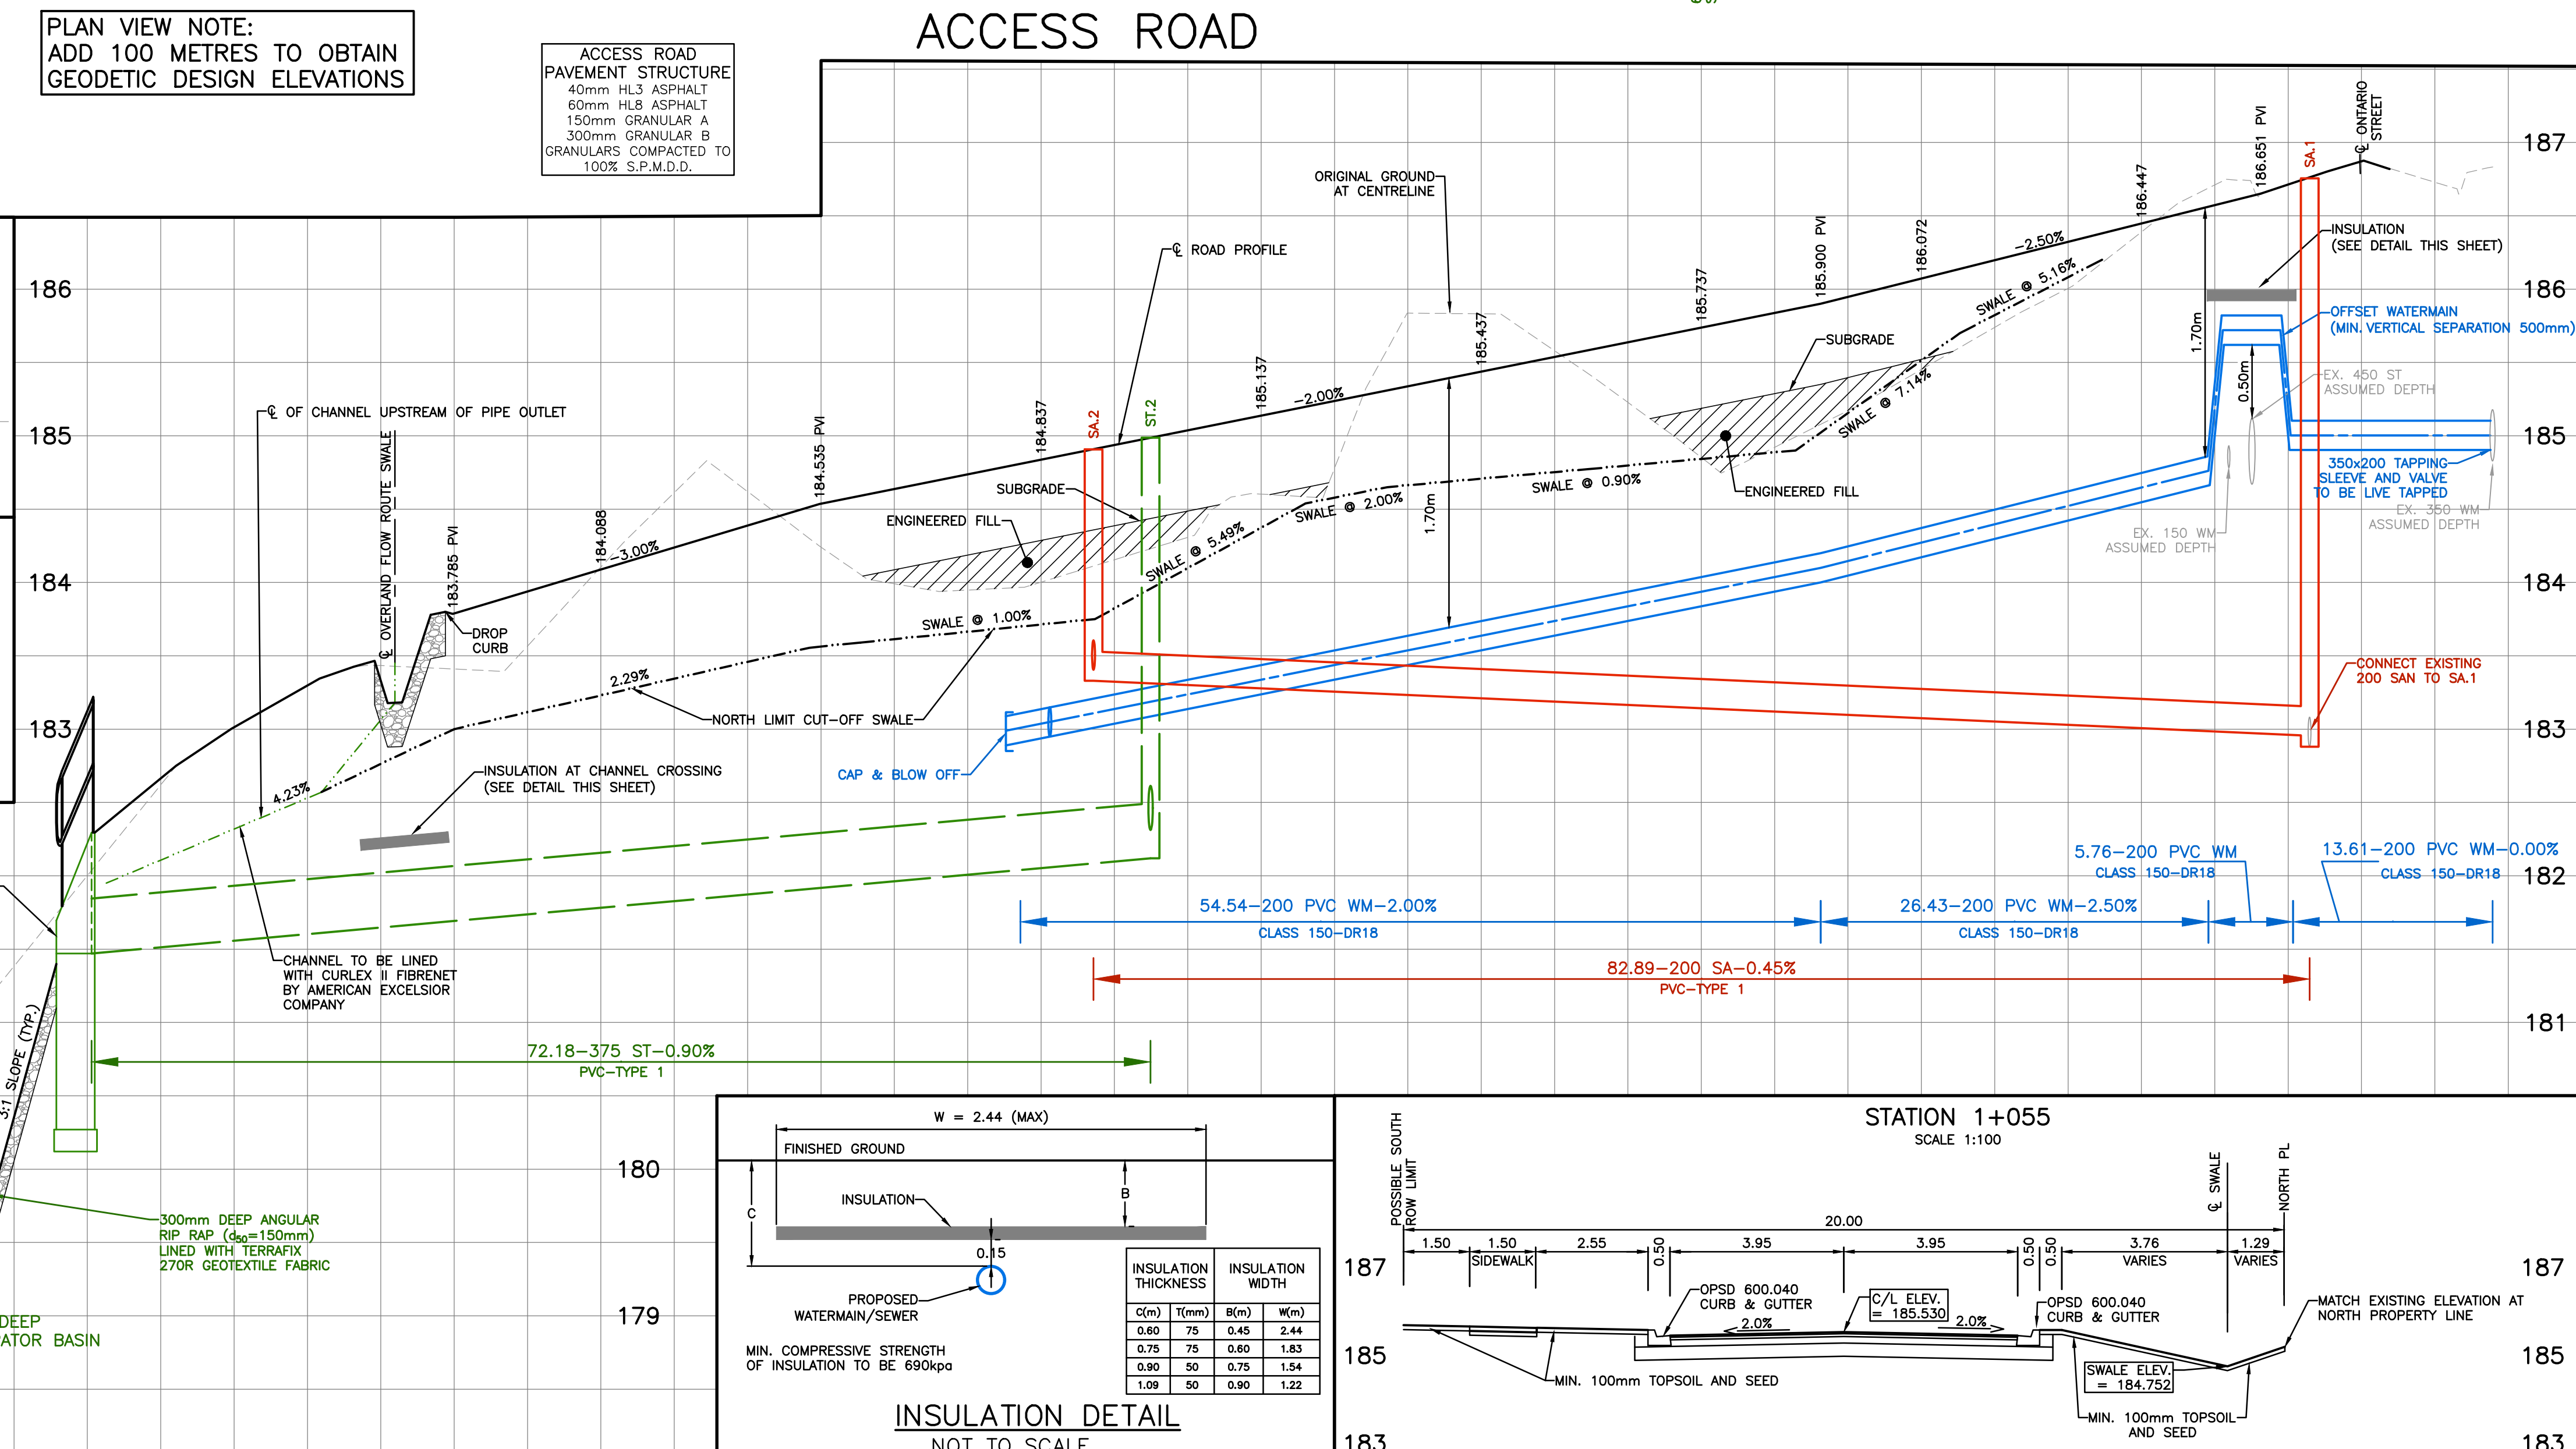 ACCESS ROAD
PLAN VIEW NOTE:
ADD 100 METRES TO OBTAIN
GEODETIC DESIGN ELEVATIONS
ACCESS ROAD
PAVEMENT STRUCTURE
40mm HL3 ASPHALT
60mm HL8 ASPHALT
150mm GRANULAR A
300mm GRANULAR B
GRANULARS COMPACTED TO
100% S.P.M.D.D.
186
185
184
183
187
186
185
184
183
182
181
180
179
℄ OF CHANNEL UPSTREAM OF PIPE OUTLET
℄ OVERLAND FLOW ROUTE SWALE
183.785 PVI
184.088
184.535 PVI
184.837
SA.2
ST.2
185.137
185.437
185.737
185.900 PVI
186.072
186.447
186.651 PVI
SA.1
℄ ONTARIO
STREET
ORIGINAL GROUND
AT CENTRELINE
℄ ROAD PROFILE
-3.00%
-2.00%
-2.50%
DROP
CURB
SUBGRADE
ENGINEERED FILL
SUBGRADE
ENGINEERED FILL
4.23%
2.29%
SWALE @ 1.00%
SWALE @ 5.49%
SWALE @ 2.00%
SWALE @ 0.90%
SWALE @ 7.14%
SWALE @ 5.16%
1.70m
1.70m
0.50m
NORTH LIMIT CUT-OFF SWALE
INSULATION AT CHANNEL CROSSING
(SEE DETAIL THIS SHEET)
CAP & BLOW OFF
INSULATION
(SEE DETAIL THIS SHEET)
OFFSET WATERMAIN
(MIN. VERTICAL SEPARATION 500mm)
EX. 450 ST
ASSUMED DEPTH
350x200 TAPPING
SLEEVE AND VALVE
TO BE LIVE TAPPED
EX. 350 WM
ASSUMED DEPTH
EX. 150 WM
ASSUMED DEPTH
CONNECT EXISTING
200 SAN TO SA.1
54.54-200 PVC WM-2.00%
CLASS 150-DR18
26.43-200 PVC WM-2.50%
CLASS 150-DR18
5.76-200 PVC WM
CLASS 150-DR18
13.61-200 PVC WM-0.00%
CLASS 150-DR18
82.89-200 SA-0.45%
PVC-TYPE 1
72.18-375 ST-0.90%
PVC-TYPE 1
CHANNEL TO BE LINED
WITH CURLEX II FIBRENET
BY AMERICAN EXCELSIOR
COMPANY
3:1 SLOPE (TYP.)
300mm DEEP ANGULAR
RIP RAP (d50=150mm)
LINED WITH TERRAFIX
270R GEOTEXTILE FABRIC
DEEP
BASIN
W = 2.44 (MAX)
FINISHED GROUND
INSULATION
C
B
0.15
PROPOSED
WATERMAIN/SEWER
MIN. COMPRESSIVE STRENGTH
OF INSULATION TO BE 690kpa
INSULATION THICKNESS INSULATION WIDTH
C(m) T(mm) B(m) W(m)
0.60 75 0.45 2.44
0.75 75 0.60 1.83
0.90 50 0.75 1.54
1.09 50 0.90 1.22
INSULATION DETAIL
NOT TO SCALE
STATION 1+055
SCALE 1:100
POSSIBLE SOUTH
ROW LIMIT
℄ SWALE
NORTH PL
20.00
1.50 1.50 2.55 0.50 3.95 3.95 0.50 0.50 3.76 1.29
SIDEWALK VARIES VARIES
187 187
OPSD 600.040
CURB & GUTTER
C/L ELEV.
= 185.530
OPSD 600.040
CURB & GUTTER
MATCH EXISTING ELEVATION AT
NORTH PROPERTY LINE
2.0% 2.0%
185 185
MIN. 100mm TOPSOIL AND SEED
SWALE ELEV.
= 184.752
MIN. 100mm TOPSOIL
AND SEED
183 183